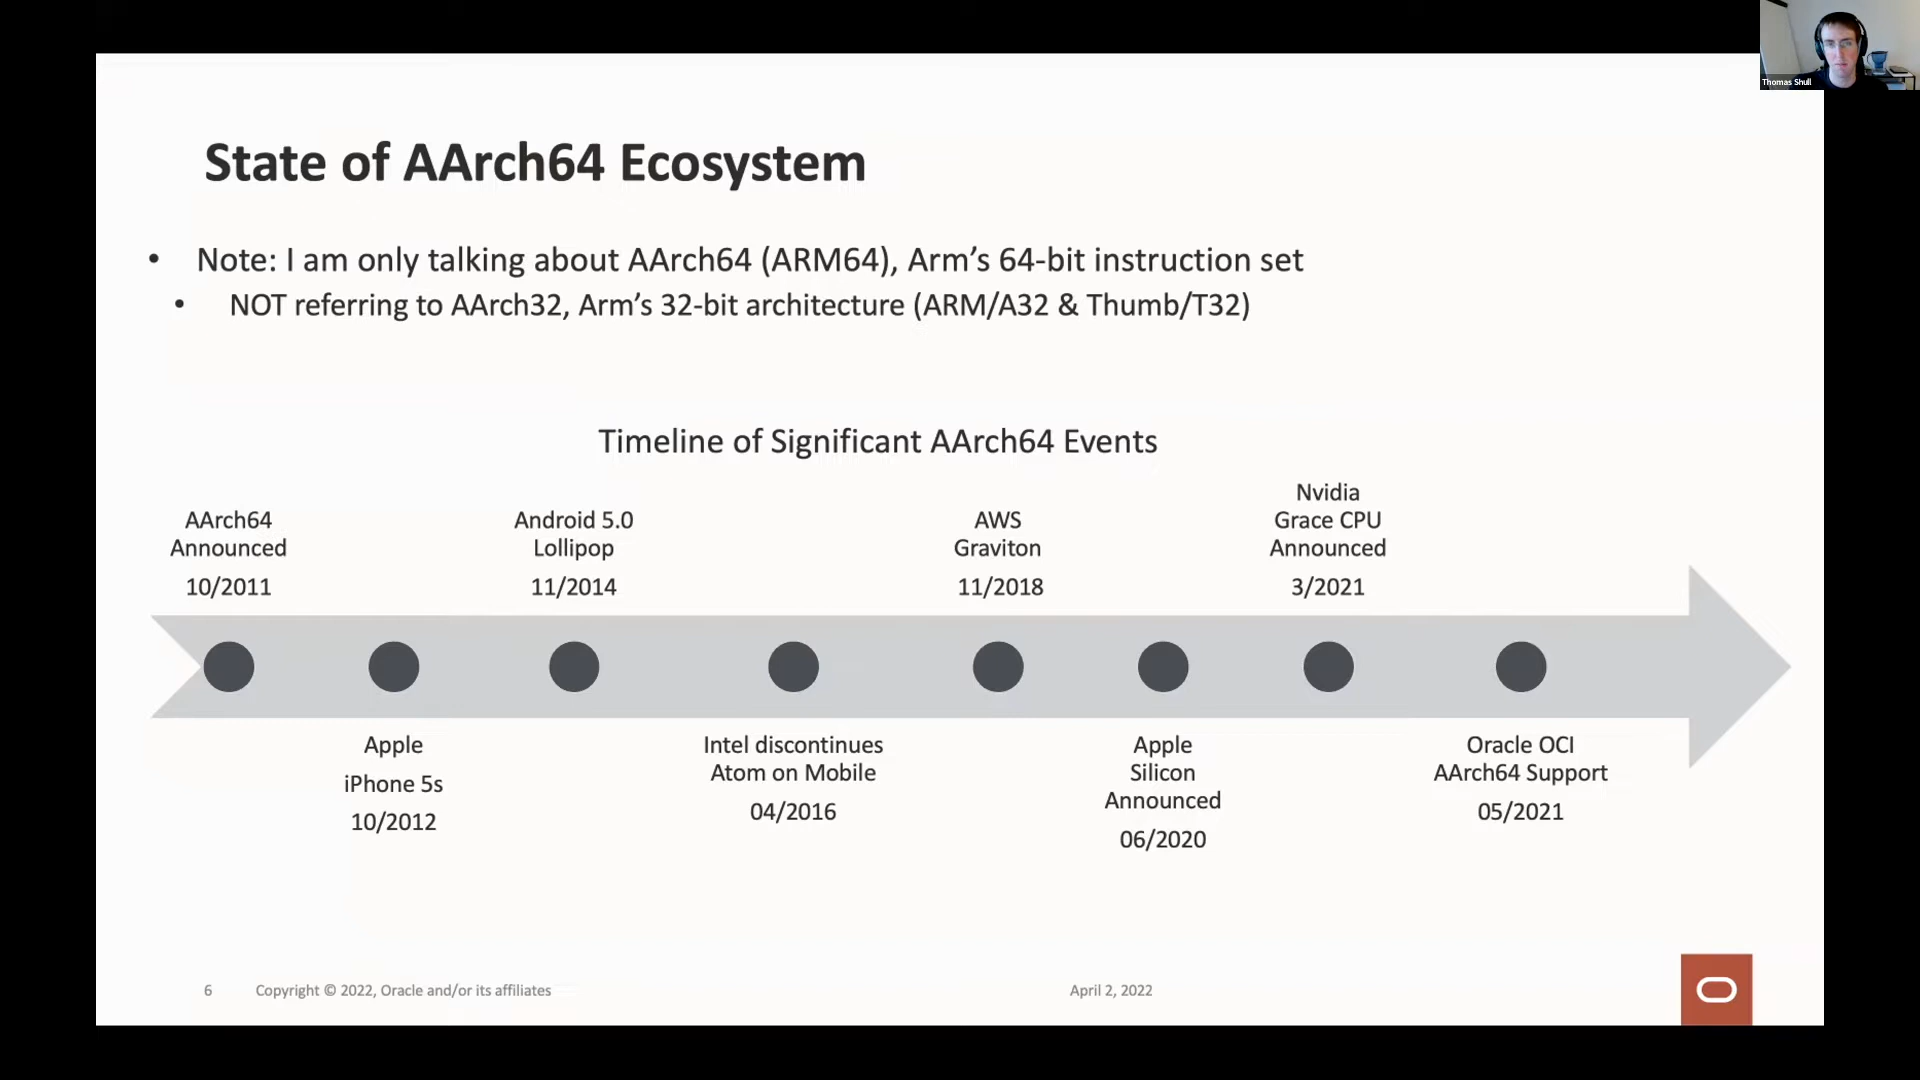 Thomas Shull
State of AArch64 Ecosystem
• Note: I am only talking about AArch64 (ARM64), Arm’s 64-bit instruction set
• NOT referring to AArch32, Arm’s 32-bit architecture (ARM/A32 & Thumb/T32)
Timeline of Significant AArch64 Events
AArch64
Announced
10/2011
Apple
iPhone 5s
10/2012
Android 5.0
Lollipop
11/2014
Intel discontinues
Atom on Mobile
04/2016
AWS
Graviton
11/2018
Apple
Silicon
Announced
06/2020
Nvidia
Grace CPU
Announced
3/2021
Oracle OCI
AArch64 Support
05/2021
6
Copyright © 2022, Oracle and/or its affiliates
April 2, 2022